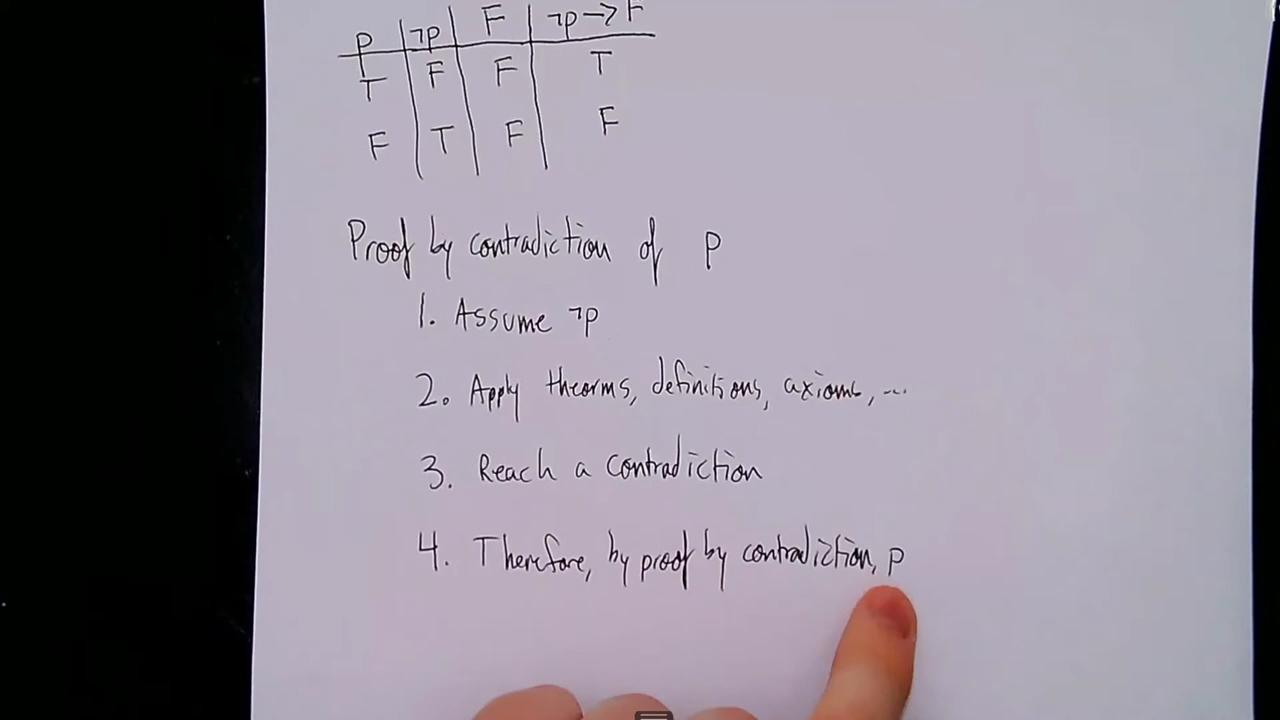 p ¬p F ¬p → F
T F F T
F T F F
Proof by contradiction of p
1. Assume ¬p
2. Apply theorms, definitions, axioms, ...
3. Reach a contradiction
4. Therefore, by proof by contradiction, p